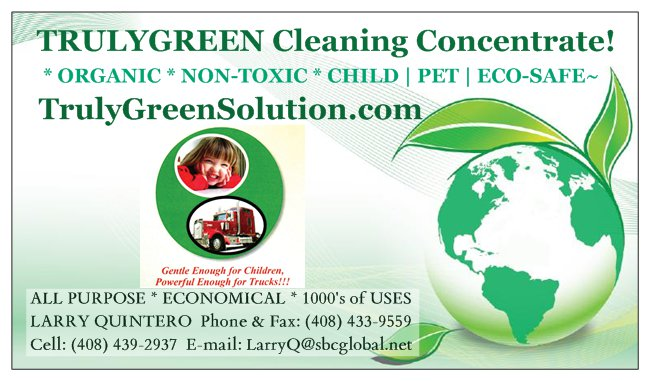 TRULYGREEN Cleaning Concentrate!
* ORGANIC * NON-TOXIC * CHILD | PET | ECO-SAFE~
TrulyGreenSolution.com
Gentle Enough for Children,
Powerful Enough for Trucks!!!
ALL PURPOSE * ECONOMICAL * 1000's of USES
LARRY QUINTERO Phone & Fax: (408) 433-9559
Cell: (408) 439-2937 E-mail: LarryQ@sbcglobal.net